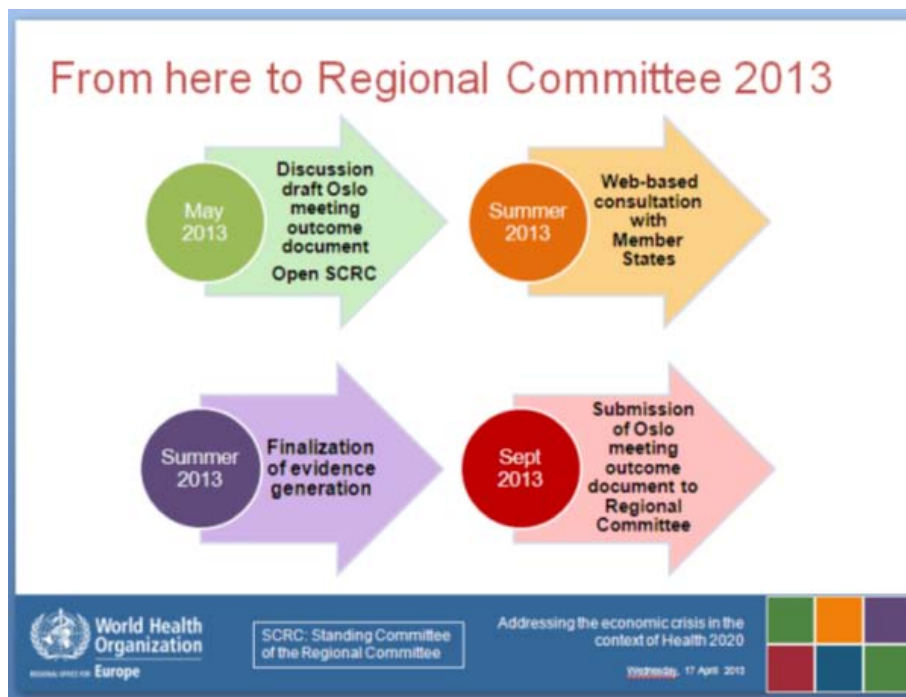 From here to Regional Committee 2013
May
2013
Discussion
draft Oslo
meeting
outcome
document
Open SCRC
Summer
2013
Web-based
consultation
with
Member
States
Summer
2013
Finalization
of evidence
generation
Sept
2013
Submission
of Oslo
meeting
outcome
document to
Regional
Committee
World Health
Organization
REGIONAL OFFICE FOR Europe
SCRC: Standing Committee
of the Regional Committee
Addressing the economic crisis in the
context of Health 2020
Wednesday, 17 April 2013